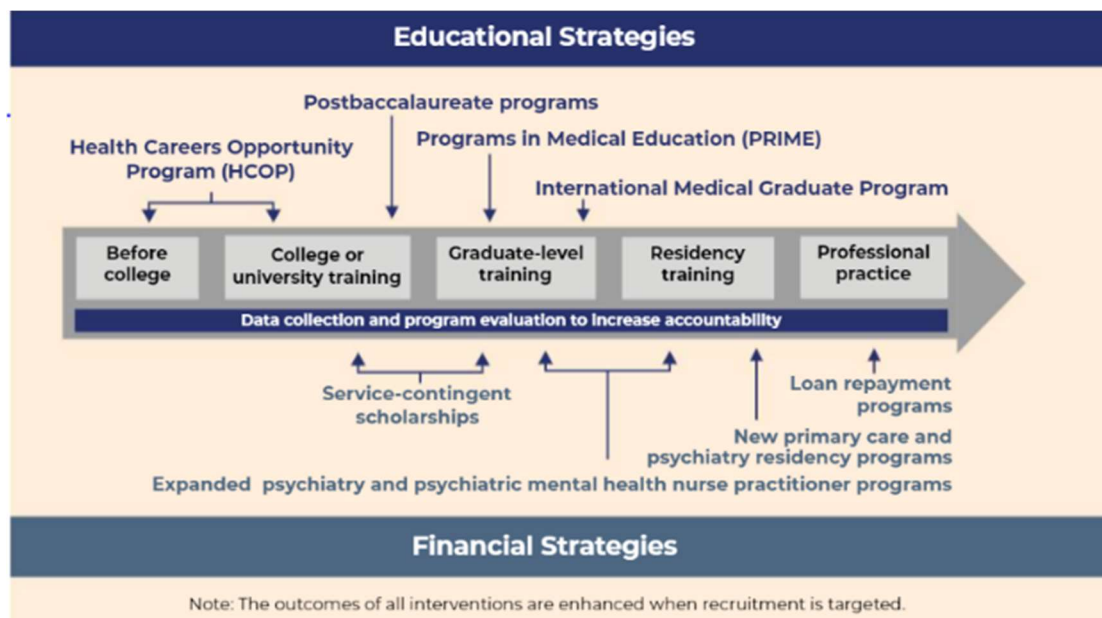 Educational Strategies
Postbaccalaureate programs
Health Careers Opportunity
Program (HCOP)
Programs in Medical Education (PRIME)
International Medical Graduate Program
Before
college
College or
university training
Graduate-level
training
Residency
training
Professional
practice
Data collection and program evaluation to increase accountability
Service-contingent
scholarships
Loan repayment
programs
New primary care and
psychiatry residency programs
Expanded psychiatry and psychiatric mental health nurse practitioner programs
Financial Strategies
Note: The outcomes of all interventions are enhanced when recruitment is targeted.